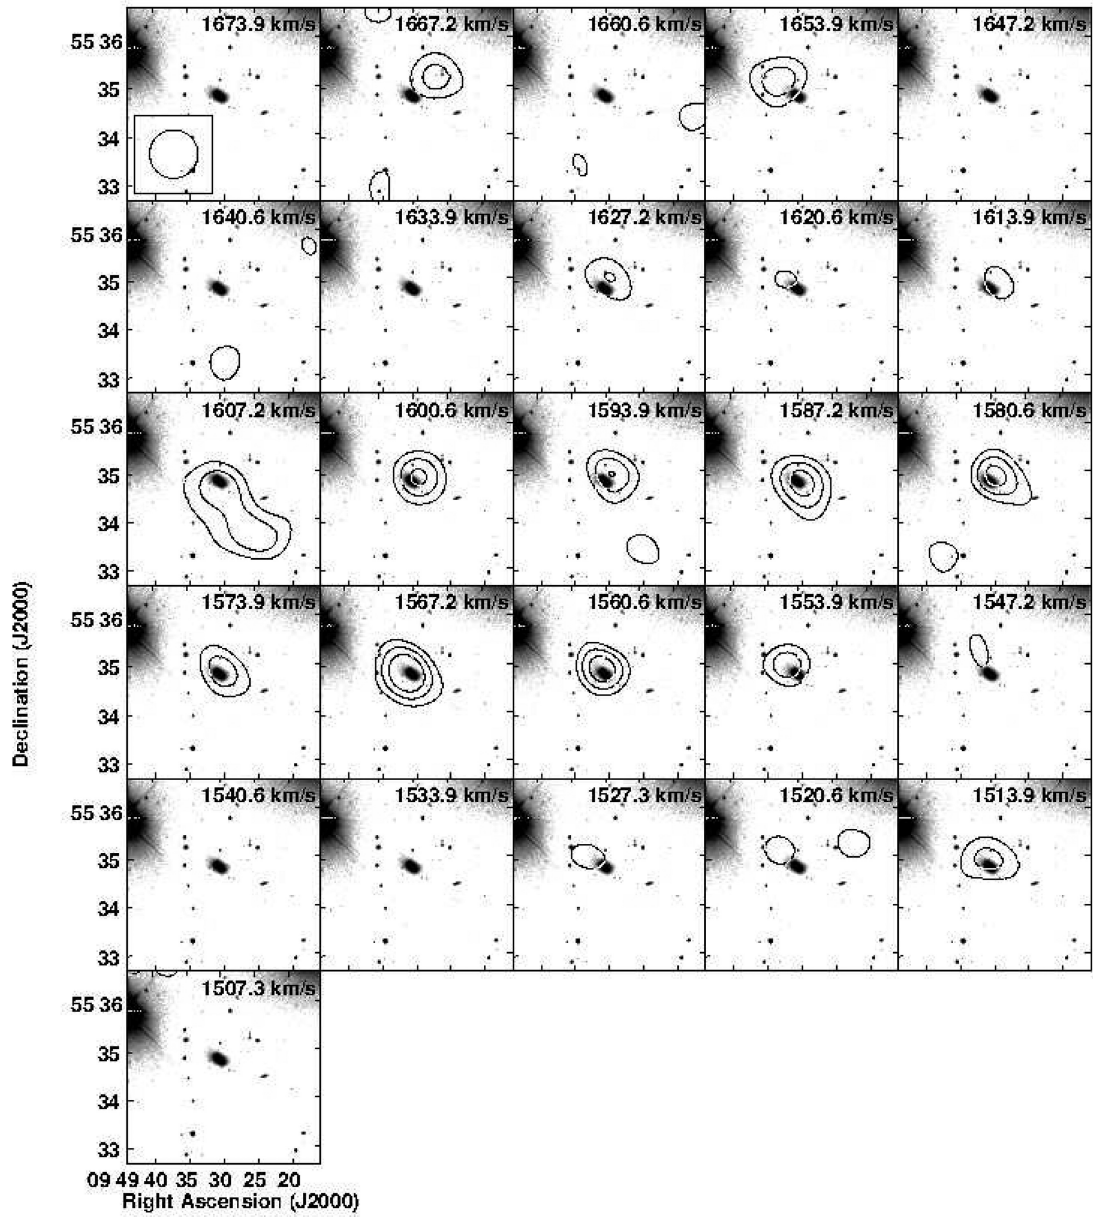 1673.9 km/s 1667.2 km/s 1660.6 km/s 1653.9 km/s 1647.2 km/s
55 36
35
34
33
1640.6 km/s 1633.9 km/s 1627.2 km/s 1620.6 km/s 1613.9 km/s
55 36
35
34
33
1607.2 km/s 1600.6 km/s 1593.9 km/s 1587.2 km/s 1580.6 km/s
55 36
35
34
33
Declination (J2000)
1573.9 km/s 1567.2 km/s 1560.6 km/s 1553.9 km/s 1547.2 km/s
55 36
35
34
33
1540.6 km/s 1533.9 km/s 1527.3 km/s 1520.6 km/s 1513.9 km/s
55 36
35
34
33
1507.3 km/s
55 36
35
34
33
09 49 40 35 30 25 20
Right Ascension (J2000)